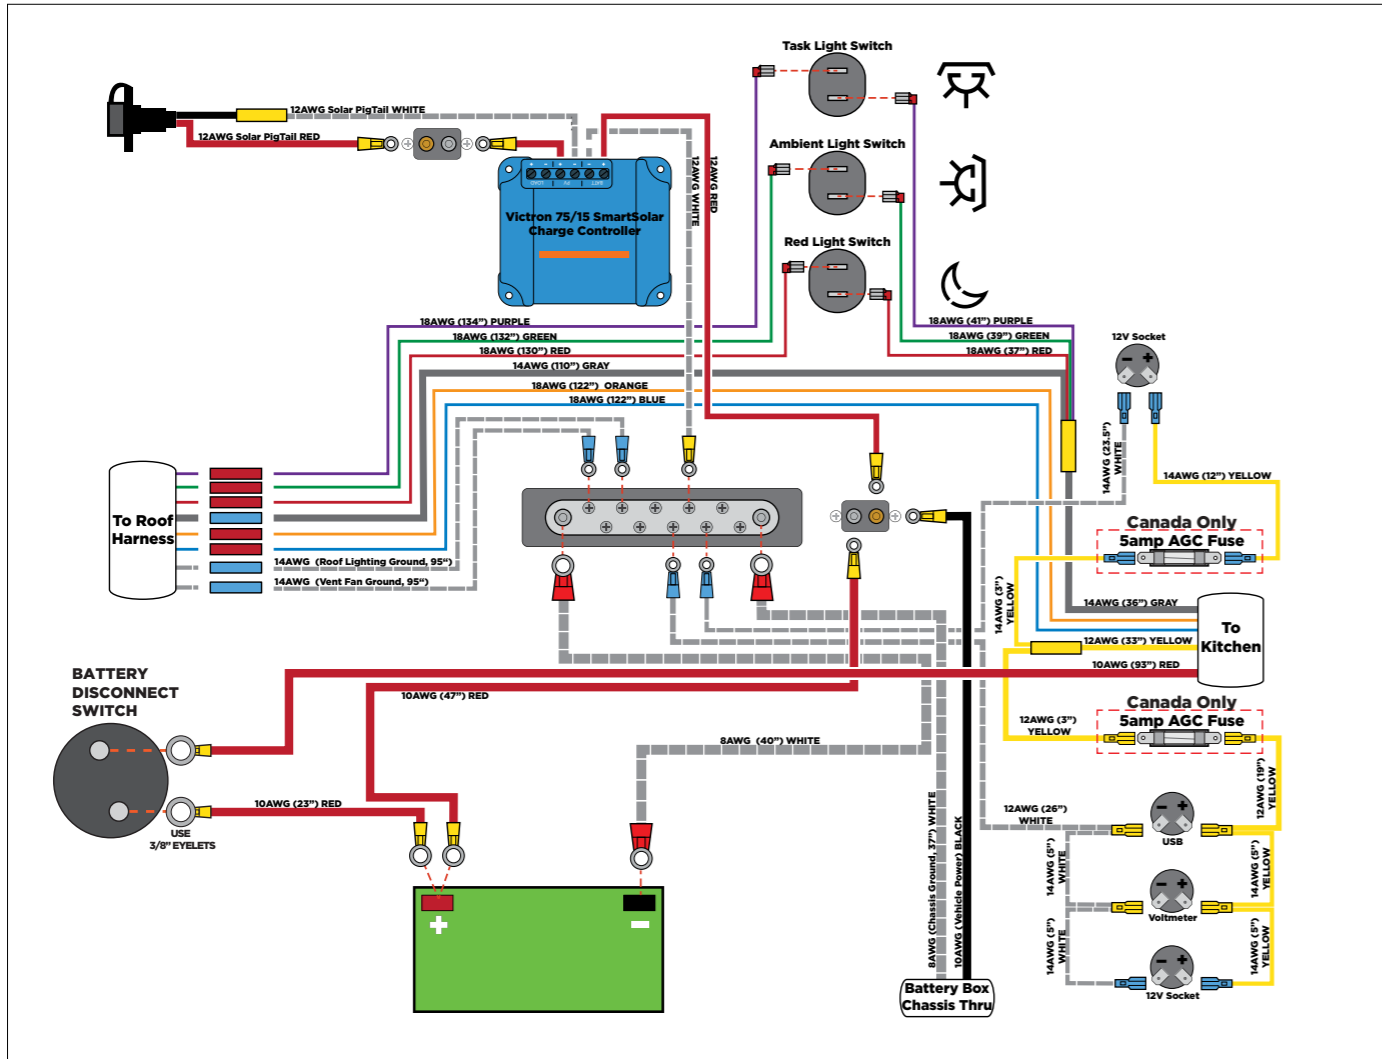 Task Light Switch
12AWG Solar PigTail WHITE
12AWG Solar PigTail RED
12AWG WHITE
12AWG RED
Ambient Light Switch
LOAD
PV
BATT
Victron 75/15 SmartSolar
Charge Controller
Red Light Switch
18AWG (134") PURPLE
18AWG (132") GREEN
18AWG (130") RED
14AWG (110") GRAY
18AWG (122") ORANGE
18AWG (122") BLUE
18AWG (41") PURPLE
18AWG (39") GREEN
18AWG (37") RED
12V Socket
- +
14AWG (23.5")
WHITE
14AWG (12") YELLOW
Canada Only
5amp AGC Fuse
To Roof
Harness
14AWG (Roof Lighting Ground, 95")
14AWG (Vent Fan Ground, 95")
14AWG (3")
YELLOW
14AWG (36") GRAY
12AWG (33") YELLOW
10AWG (93") RED
To
Kitchen
BATTERY
DISCONNECT
SWITCH
10AWG (47") RED
Canada Only
5amp AGC Fuse
12AWG (3")
YELLOW
8AWG (40") WHITE
12AWG (19")
YELLOW
10AWG (23") RED
USE
3/8" EYELETS
12AWG (26")
WHITE
- +
USB
14AWG (5")
WHITE
14AWG (5")
YELLOW
8AWG (Chassis Ground, 37") WHITE
10AWG (Vehicle Power) BLACK
- +
Voltmeter
14AWG (5")
WHITE
14AWG (5")
YELLOW
+ -
- +
12V Socket
Battery Box
Chassis Thru